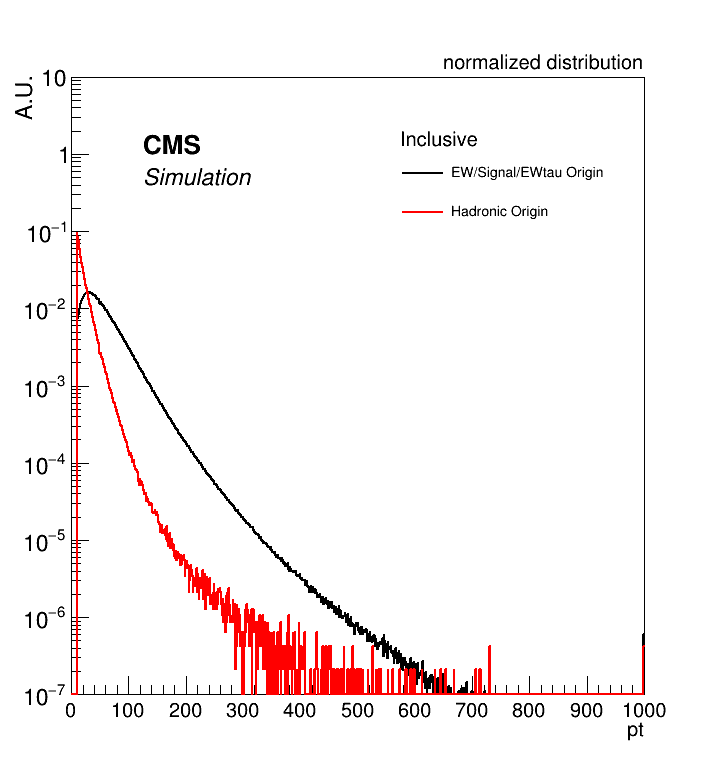 normalized distribution
A.U.
10
1
10⁻¹
10⁻²
10⁻³
10⁻⁴
10⁻⁵
10⁻⁶
10⁻⁷
CMS
Simulation
Inclusive
EW/Signal/EWtau Origin
Hadronic Origin
0 100 200 300 400 500 600 700 800 900 1000
pt